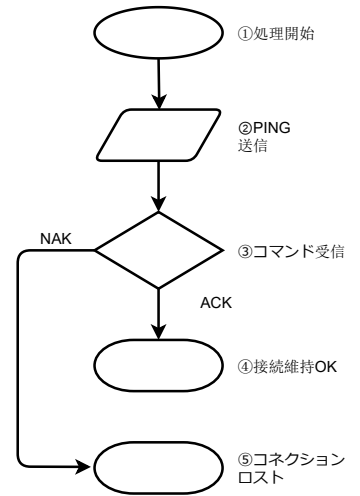 ①処理開始
②PING
送信
③コマンド受信
NAK
ACK
④接続維持OK
⑤コネクション
ロスト